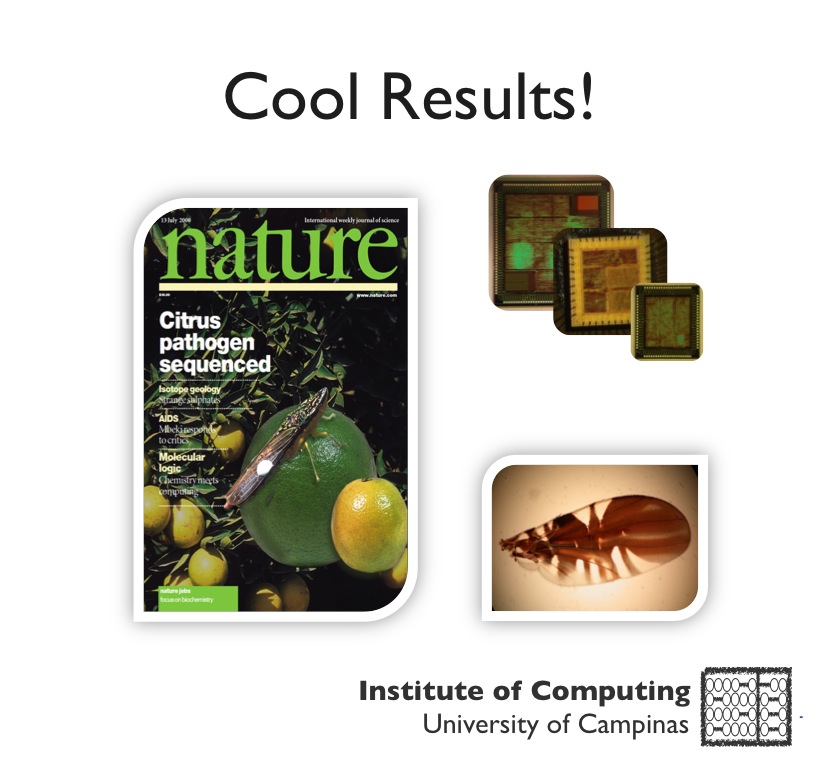 Cool Results!
13 July 2000
International weekly journal of science
nature
www.nature.com
Citrus
pathogen
sequenced
Isotope geology
Strange sulphates
AIDS
Mbeki responds
to critics
Molecular
logic
Chemistry meets
computing
nature jobs
focus on biochemistry
Institute of Computing
University of Campinas